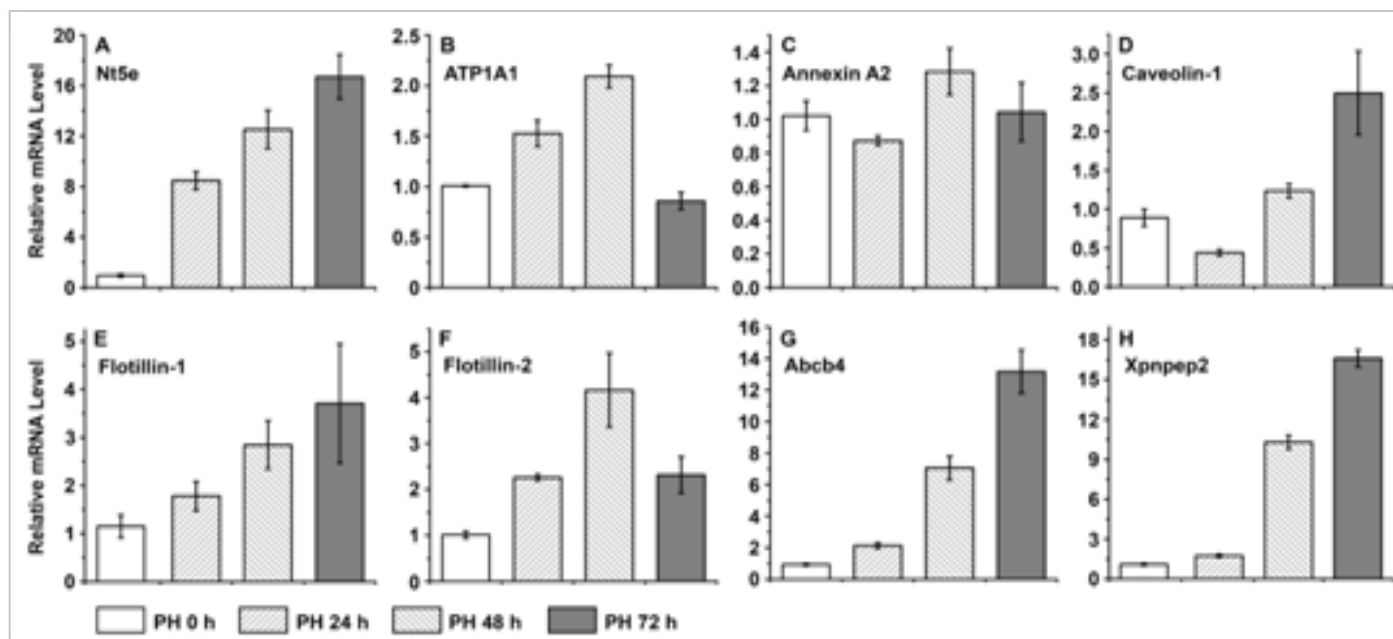 A
Nt5e
Relative mRNA Level
20
16
12
8
4
0
B
ATP1A1
2.5
2.0
1.5
1.0
0.5
0.0
C
Annexin A2
1.4
1.2
1.0
0.8
0.6
0.4
0.2
0.0
D
Caveolin-1
3.0
2.5
2.0
1.5
1.0
0.5
0.0
E
Flotillin-1
Relative mRNA Level
5
4
3
2
1
0
F
Flotillin-2
5
4
3
2
1
0
G
Abcb4
16
14
12
10
8
6
4
2
0
H
Xpnpep2
18
15
12
9
6
3
0
PH 0 h PH 24 h PH 48 h PH 72 h